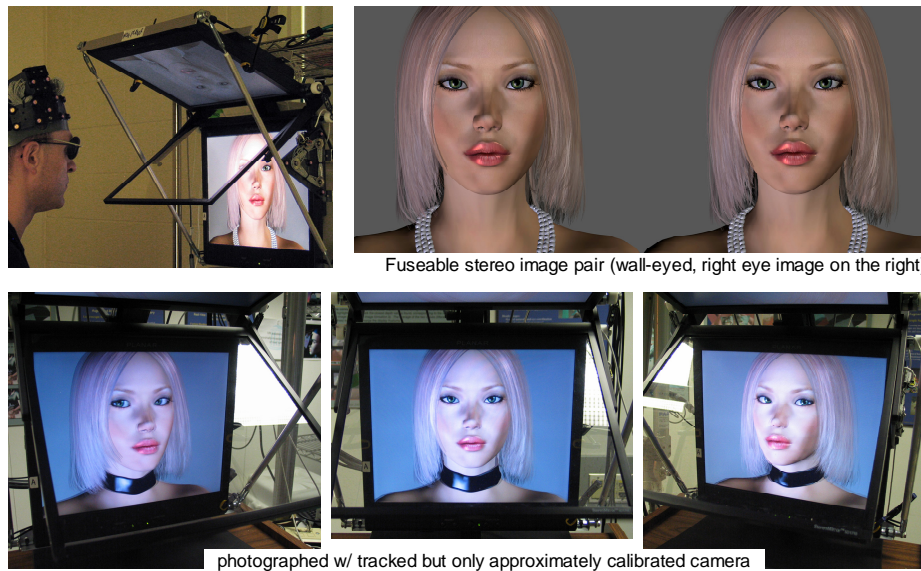 Fuseable stereo image pair (wall-eyed, right eye image on the right
A
A
photographed w/ tracked but only approximately calibrated camera